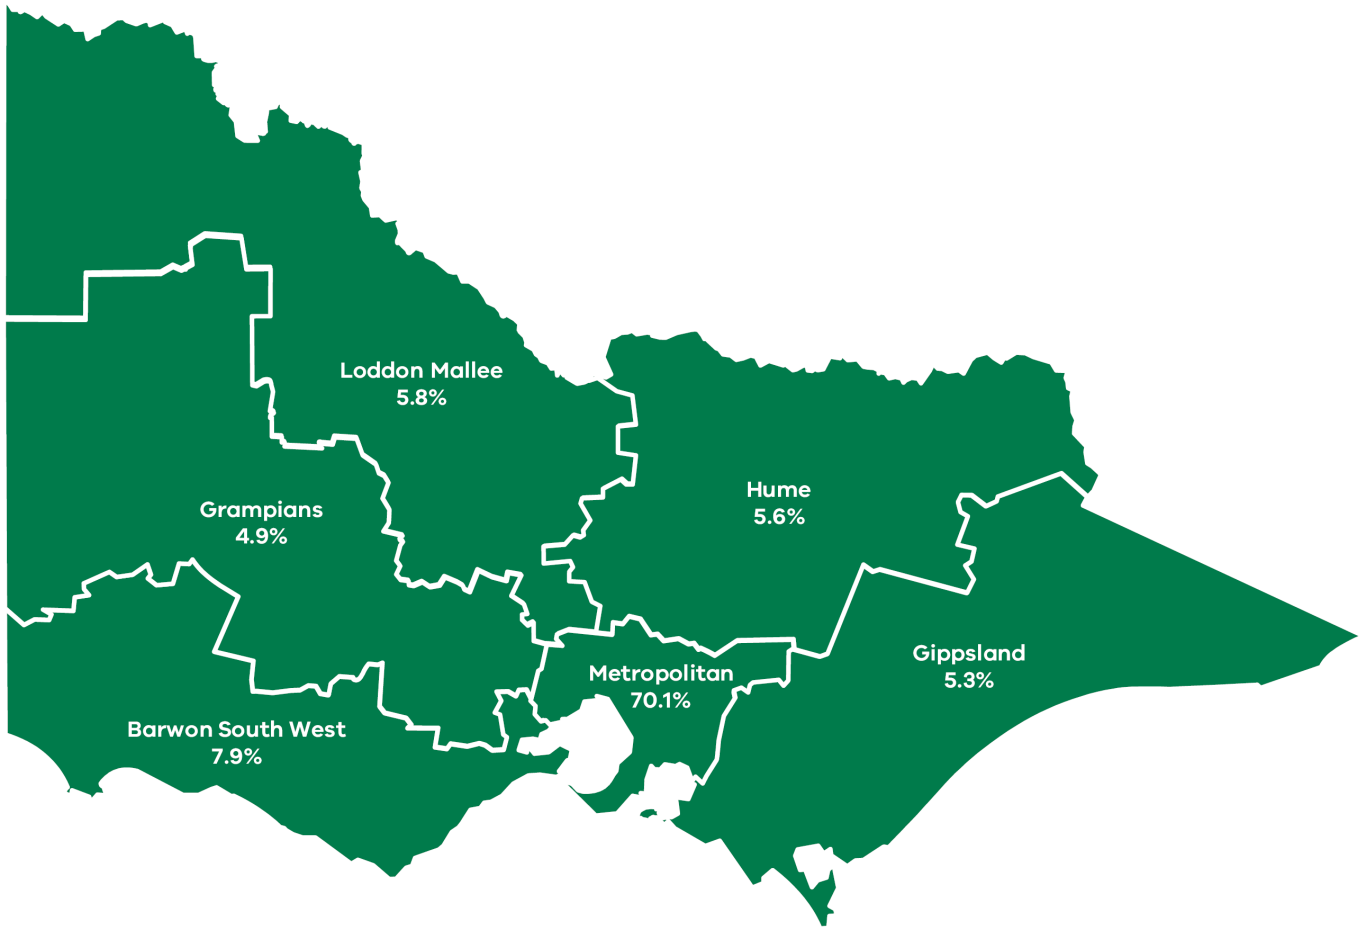 Loddon Mallee
5.8%
Hume
5.6%
Grampians
4.9%
Gippsland
5.3%
Metropolitan
70.1%
Barwon South West
7.9%